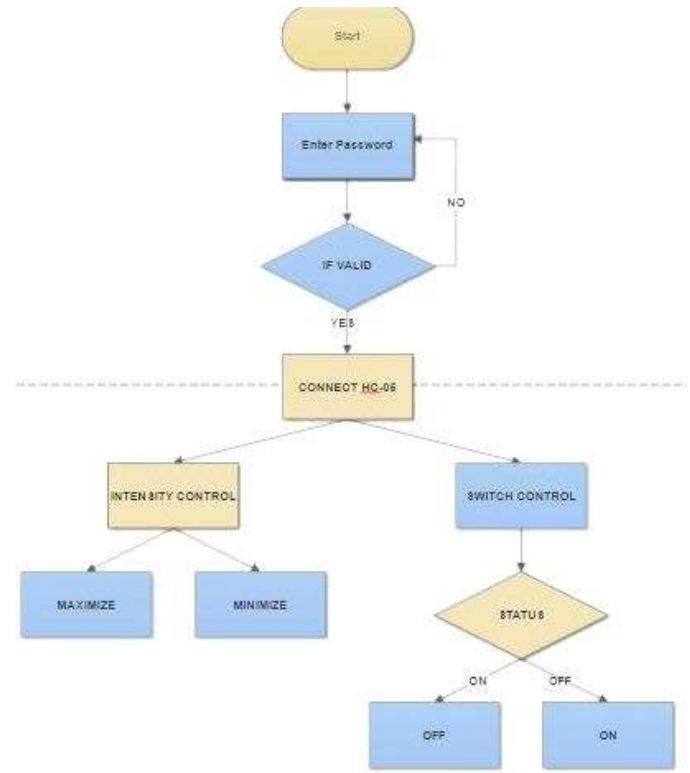 Start
Enter Password
NO
IF VALID
YES
CONNECT HC-05
INTENSITY CONTROL
SWITCH CONTROL
MAXIMIZE
MINIMIZE
STATUS
ON
OFF
OFF
ON